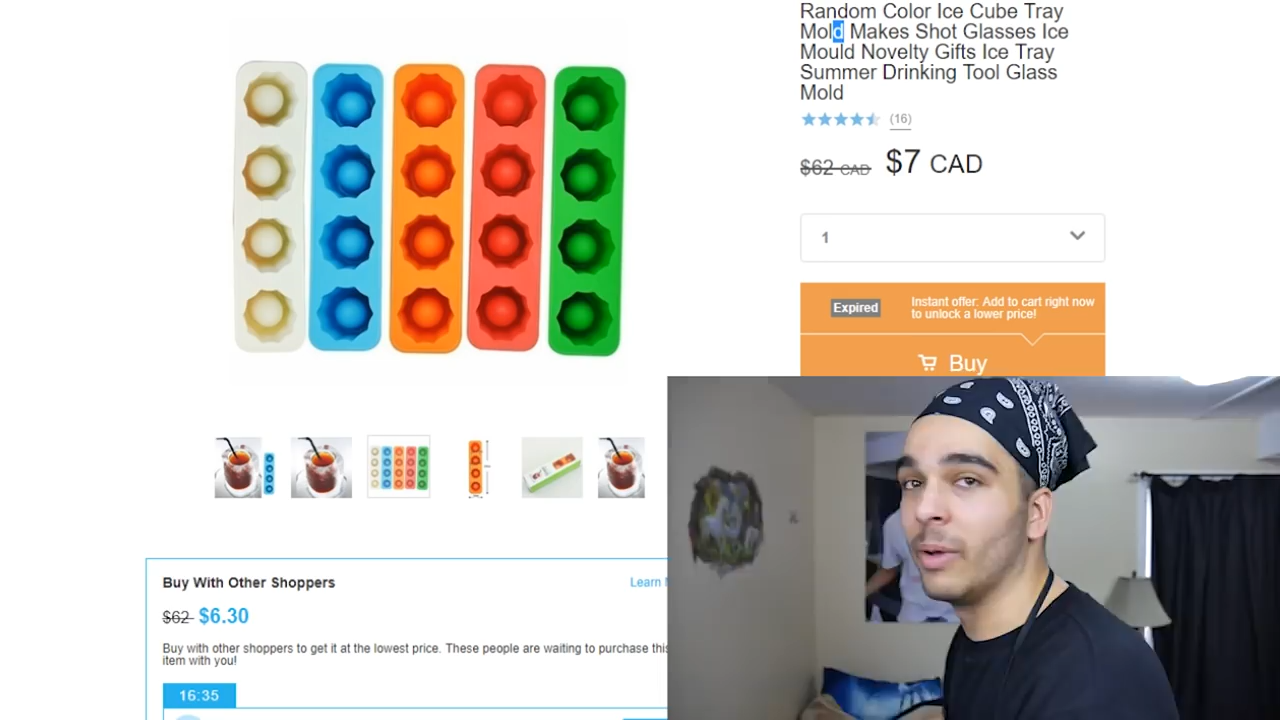 Random Color Ice Cube Tray
Mold Makes Shot Glasses Ice
Mould Novelty Gifts Ice Tray
Summer Drinking Tool Glass
Mold
(16)
$62 CAD $7 CAD
1
Expired
Instant offer: Add to cart right now
to unlock a lower price!
Buy
Buy With Other Shoppers
Learn
$62 $6.30
Buy with other shoppers to get it at the lowest price. These people are waiting to purchase this
item with you!
16:35